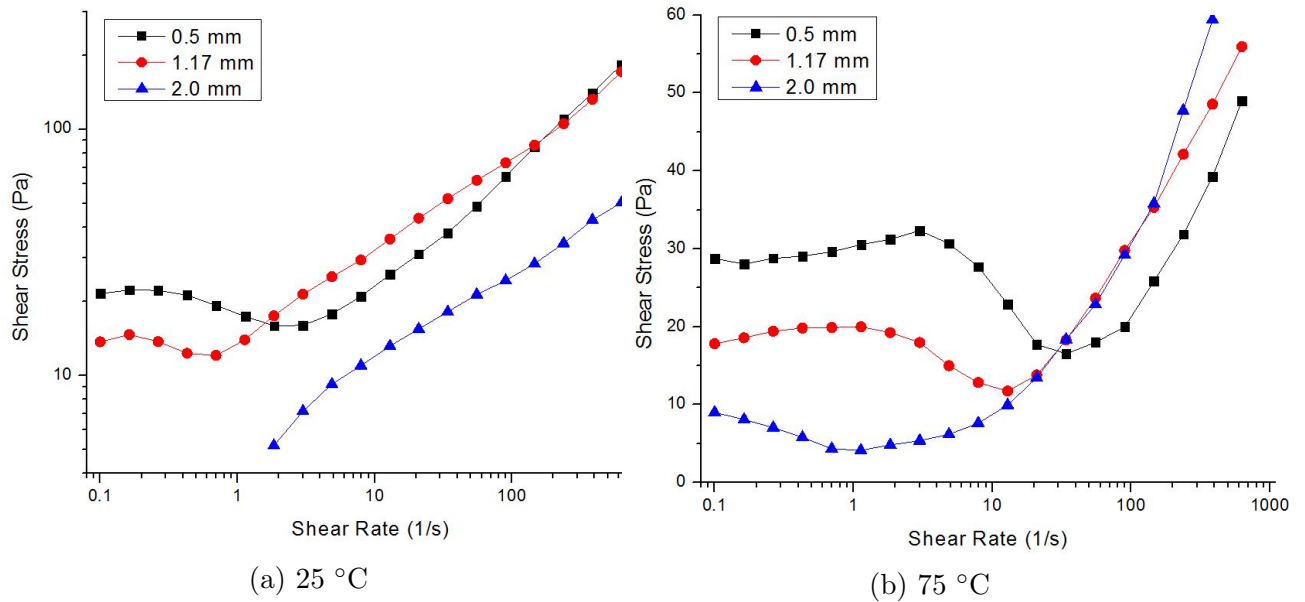 0.5 mm
1.17 mm
2.0 mm
100
10
Shear Stress (Pa)
0.1
1
10
100
Shear Rate (1/s)
(a) 25 °C
0.5 mm
1.17 mm
2.0 mm
60
50
40
30
20
10
0
Shear Stress (Pa)
0.1
1
10
100
1000
Shear Rate (1/s)
(b) 75 °C